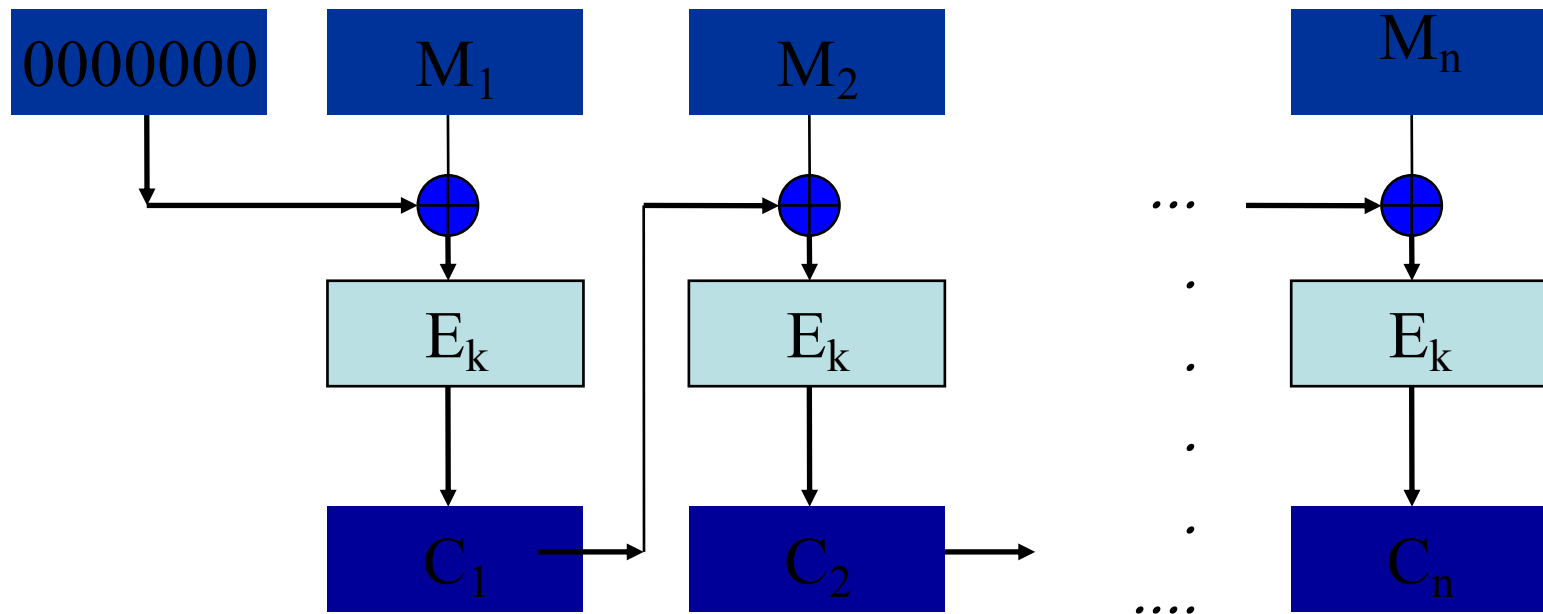 0000000 M₁ M₂ Mₙ
...
Eₖ Eₖ Eₖ
C₁ C₂ Cₙ
....